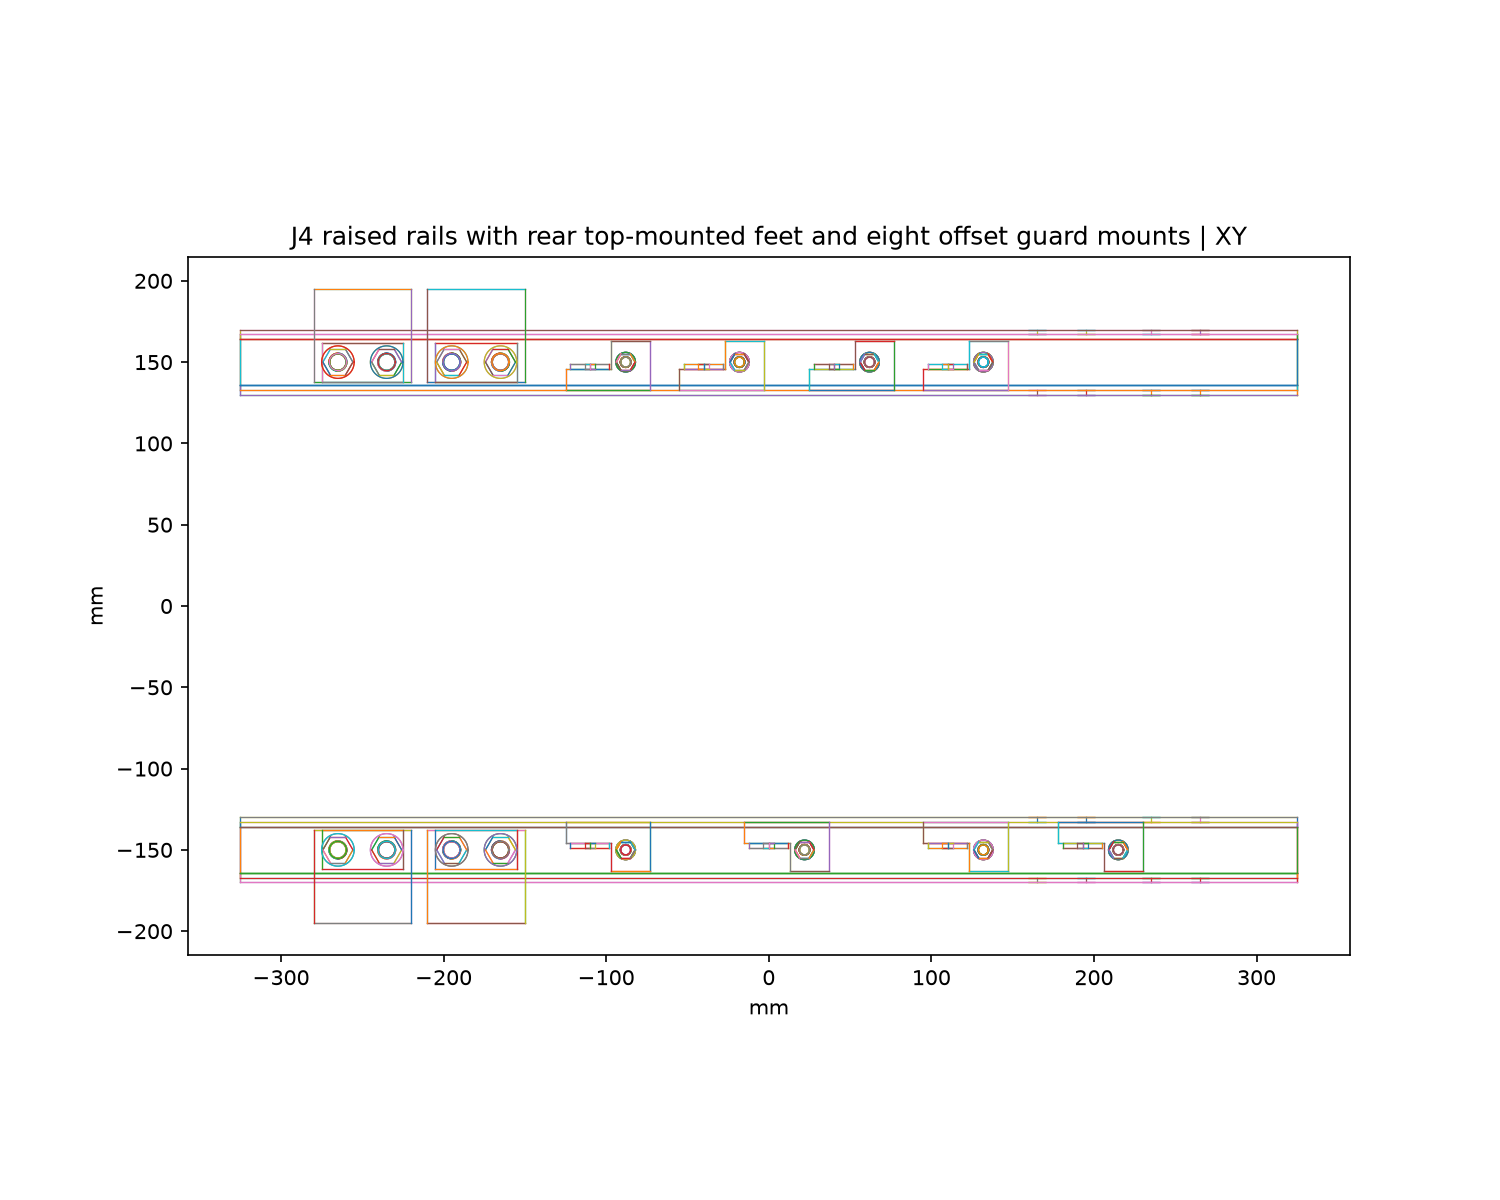 J4 raised rails with rear top-mounted feet and eight offset guard mounts | XY
200
150
100
50
0
−50
−100
−150
−200
mm
−300 −200 −100 0 100 200 300
mm